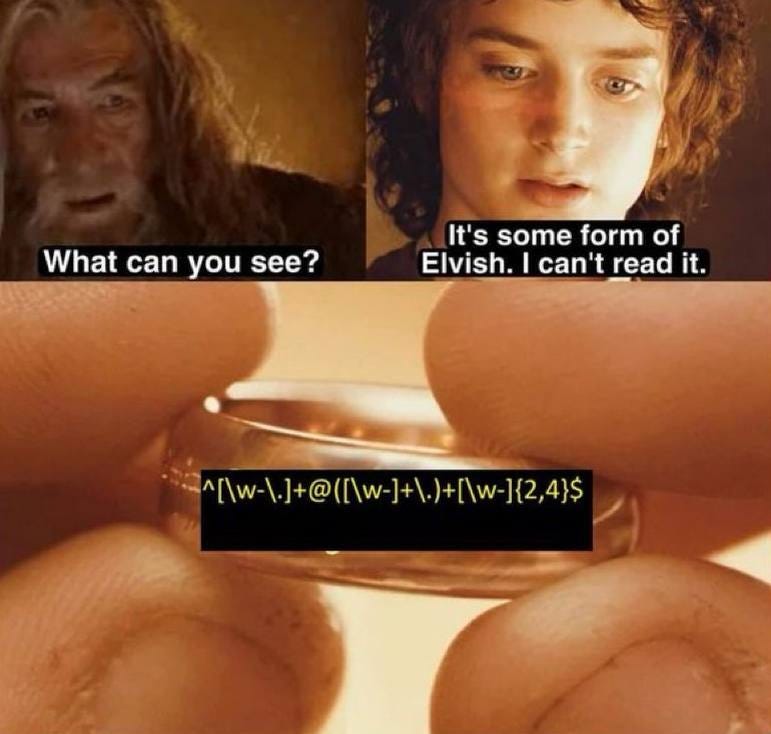 What can you see?
It's some form of
Elvish. I can't read it.
^[\w-\.]+@([\w-]+\.)+[\w-]{2,4}$